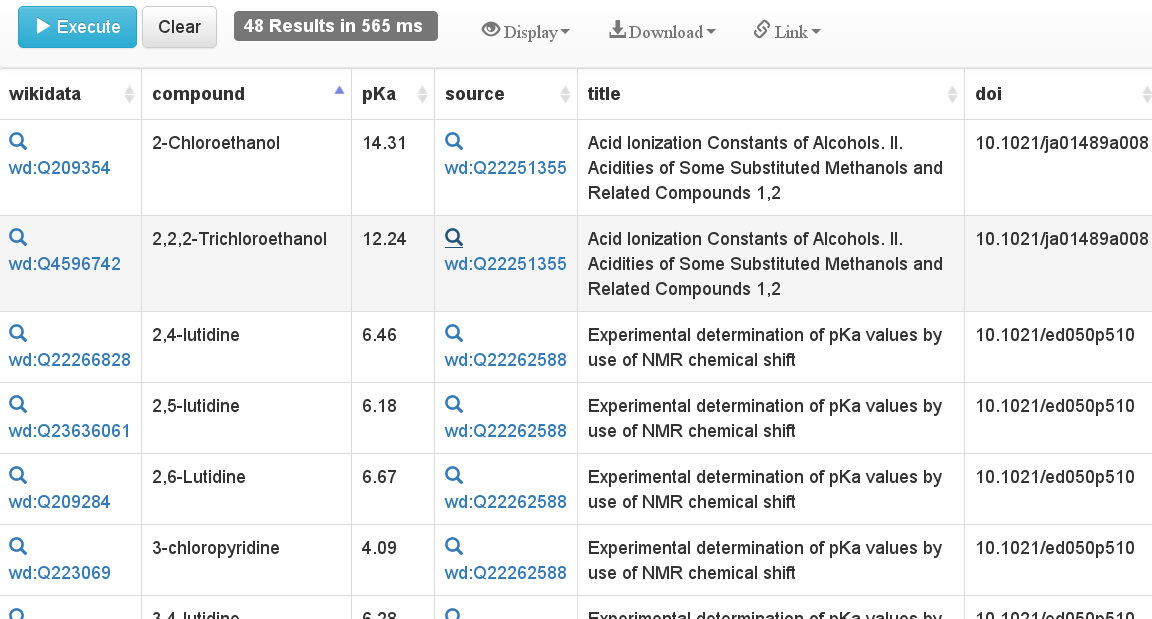 Execute Clear 48 Results in 565 ms Display Download Link
wikidata compound pKa source title doi
2-Chloroethanol 14.31 Acid Ionization Constants of Alcohols. II. 10.1021/ja01489a008
wd:Q209354 wd:Q22251355 Acidities of Some Substituted Methanols and
Related Compounds 1,2
2,2,2-Trichloroethanol 12.24 Acid Ionization Constants of Alcohols. II. 10.1021/ja01489a008
wd:Q4596742 wd:Q22251355 Acidities of Some Substituted Methanols and
Related Compounds 1,2
2,4-lutidine 6.46 Experimental determination of pKa values by 10.1021/ed050p510
wd:Q22266828 wd:Q22262588 use of NMR chemical shift
2,5-lutidine 6.18 Experimental determination of pKa values by 10.1021/ed050p510
wd:Q23636061 wd:Q22262588 use of NMR chemical shift
2,6-Lutidine 6.67 Experimental determination of pKa values by 10.1021/ed050p510
wd:Q209284 wd:Q22262588 use of NMR chemical shift
3-chloropyridine 4.09 Experimental determination of pKa values by 10.1021/ed050p510
wd:Q223069 wd:Q22262588 use of NMR chemical shift
3,4-lutidine 6.28 Experimental determination of pKa values by 10.1021/ed050p510